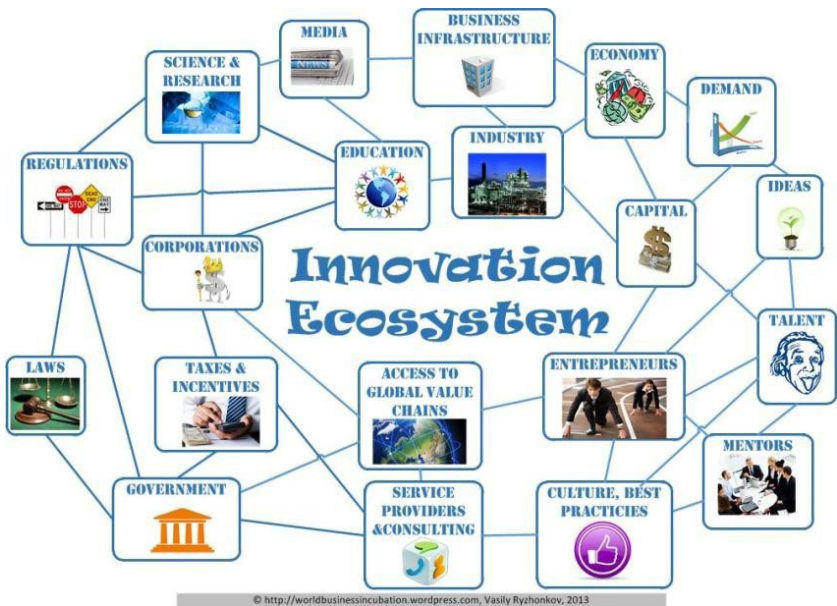 MEDIA
BUSINESS
INFRASTRUCTURE
SCIENCE &
RESEARCH
ECONOMY
DEMAND
NEWS
REGULATIONS
EDUCATION
INDUSTRY
IDEAS
STOP
CORPORATIONS
CAPITAL
Innovation
Ecosystem
TALENT
LAWS
TAXES &
INCENTIVES
ACCESS TO
GLOBAL VALUE
CHAINS
ENTREPRENEURS
MENTORS
GOVERNMENT
SERVICE
PROVIDERS
&CONSULTING
CULTURE, BEST
PRACTICIES
© http://worldbusinessincubation.wordpress.com, Vasily Ryzhonkov, 2013